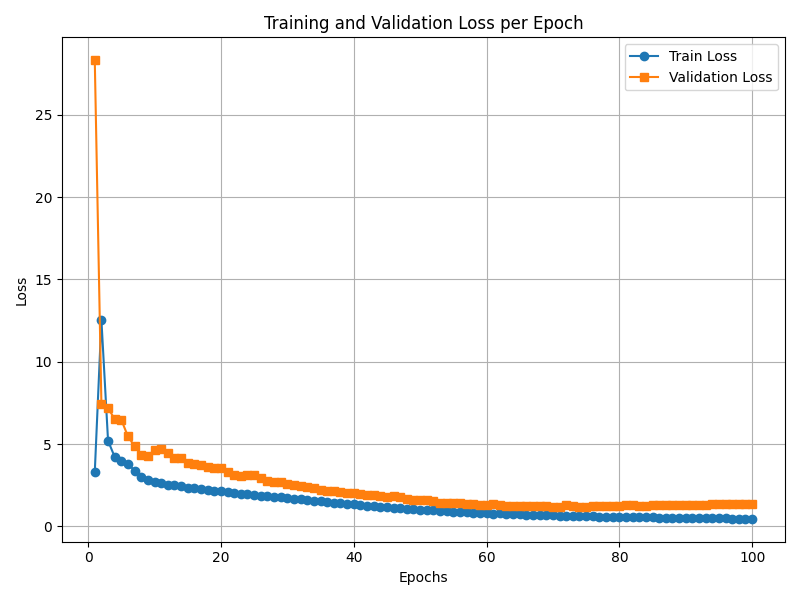 Training and Validation Loss per Epoch
Train Loss
Validation Loss
Loss
25
20
15
10
5
0
0 20 40 60 80 100
Epochs